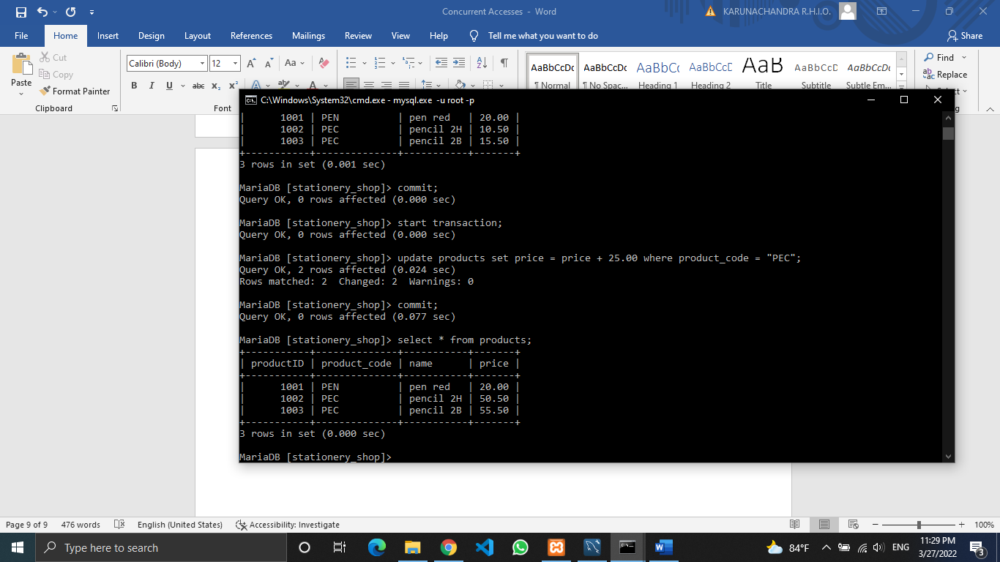 Concurrent Accesses - Word
KARUNACHANDRA R.H.I.O.
File Home Insert Design Layout References Mailings Review View Help Tell me what you want to do Share
Paste
Cut
Copy
Format Painter
Clipboard
Calibri (Body) 12
Aa
B I U abc x₂ x²
Font
AaBbCcDc AaBbCcDc AaBbCc AaBbCcD AaB AaBbCcD AaBbCcDc
¶ Normal ¶ No Spac... Heading 1 Heading 2 Title Subtitle Subtle Em...
Find
Replace
C:\Windows\System32\cmd.exe - mysql.exe -u root -p
| 1001 | PEN | pen red | 20.00 |
| 1002 | PEC | pencil 2H | 10.50 |
| 1003 | PEC | pencil 2B | 15.50 |
+-----------+--------------+-----------+-------+
3 rows in set (0.001 sec)
MariaDB [stationery_shop]> commit;
Query OK, 0 rows affected (0.000 sec)
MariaDB [stationery_shop]> start transaction;
Query OK, 0 rows affected (0.000 sec)
MariaDB [stationery_shop]> update products set price = price + 25.00 where product_code = "PEC";
Query OK, 2 rows affected (0.024 sec)
Rows matched: 2 Changed: 2 Warnings: 0
MariaDB [stationery_shop]> commit;
Query OK, 0 rows affected (0.077 sec)
MariaDB [stationery_shop]> select * from products;
+-----------+--------------+-----------+-------+
| productID | product_code | name | price |
+-----------+--------------+-----------+-------+
| 1001 | PEN | pen red | 20.00 |
| 1002 | PEC | pencil 2H | 50.50 |
| 1003 | PEC | pencil 2B | 55.50 |
+-----------+--------------+-----------+-------+
3 rows in set (0.000 sec)
MariaDB [stationery_shop]>
Page 9 of 9 476 words English (United States) Accessibility: Investigate 100%
Type here to search
84°F ENG
11:29 PM
3/27/2022
3